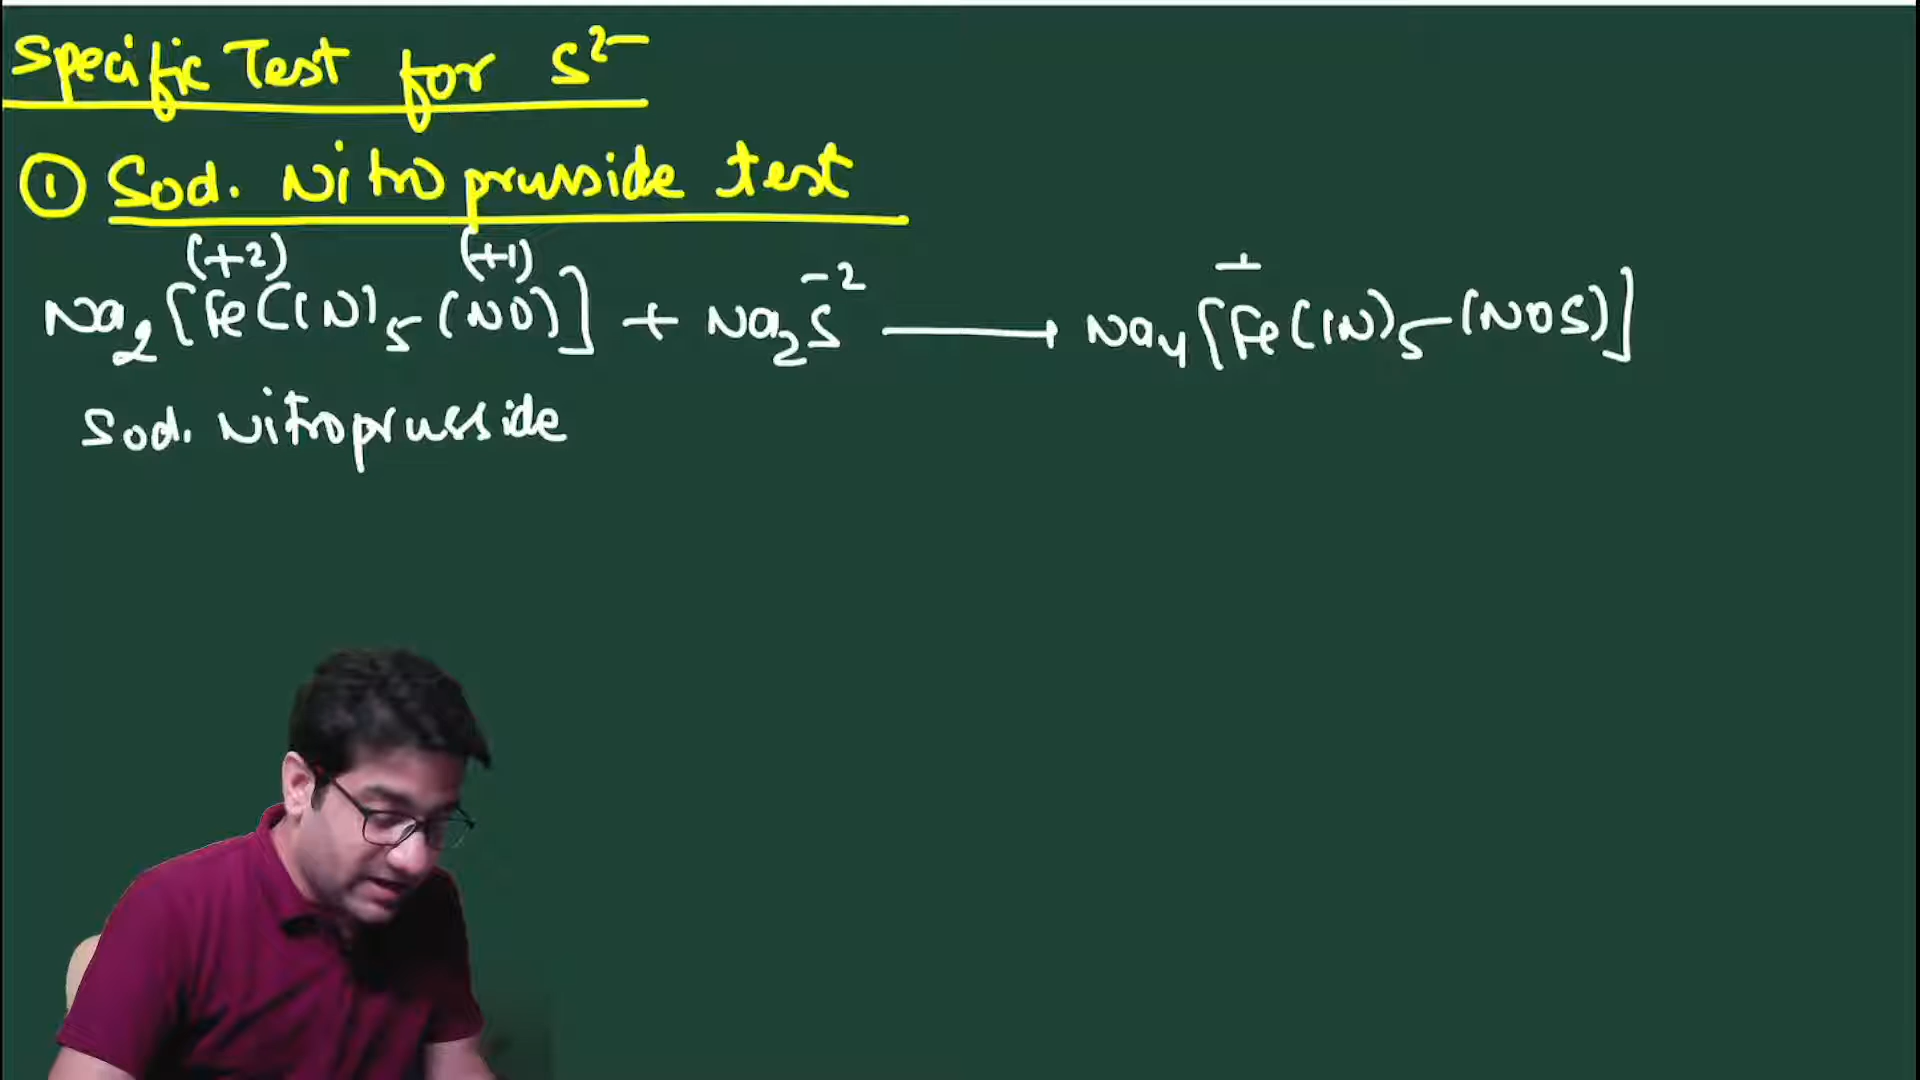 Specific Test for S²⁻
① Sod. Nitroprusside test
(+2) (+1) -2 +
Na₂[Fe(CN)₅(NO)] + Na₂S ⟶ Na₄[Fe(CN)₅(NOS)]
Sod. Nitroprusside